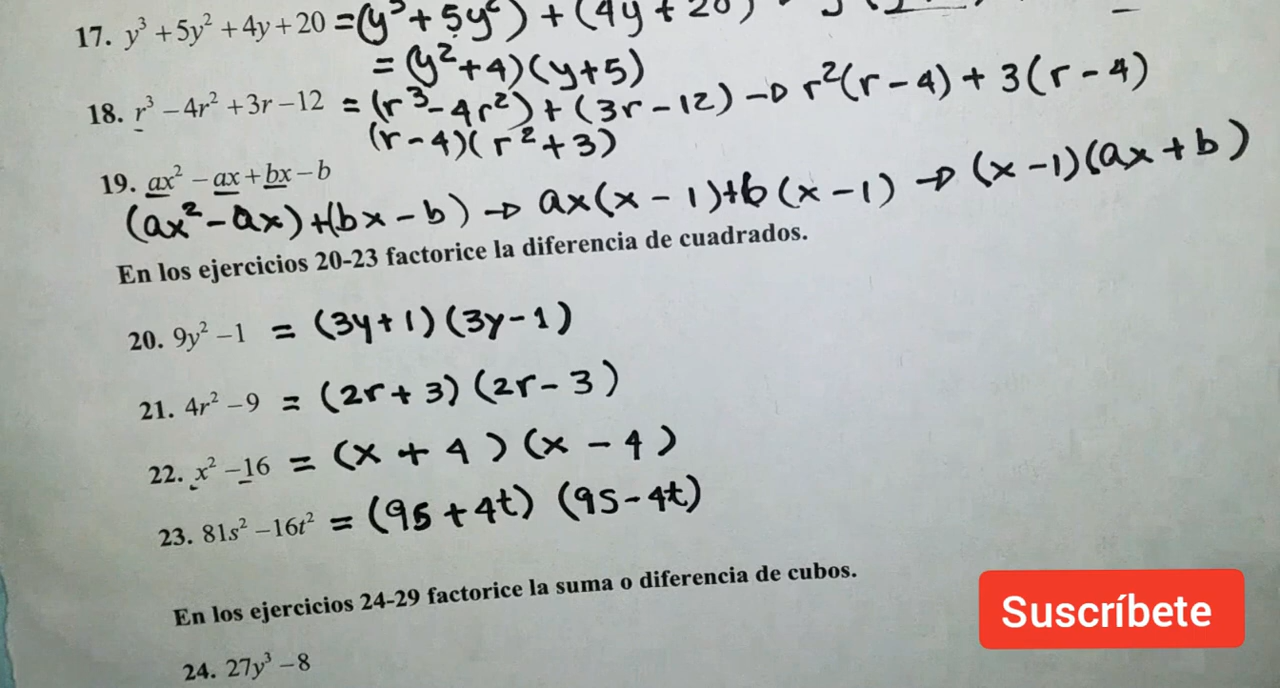 17. y³ + 5y² + 4y + 20 = (y³ + 5y²) + (4y + 20)
= (y² + 4)(y + 5)
18. r³ – 4r² + 3r – 12 = (r³ – 4r²) + (3r – 12) → r²(r – 4) + 3(r – 4)
(r – 4)(r² + 3)
19. ax² – ax + bx – b
(ax² – ax) + (bx – b) → ax(x – 1) + b(x – 1) → (x – 1)(ax + b)
En los ejercicios 20-23 factorice la diferencia de cuadrados.
20. 9y² – 1 = (3y + 1)(3y – 1)
21. 4r² – 9 = (2r + 3)(2r – 3)
22. x² – 16 = (x + 4)(x – 4)
23. 81s² – 16t² = (9s + 4t)(9s – 4t)
En los ejercicios 24-29 factorice la suma o diferencia de cubos.
Suscríbete
24. 27y³ – 8